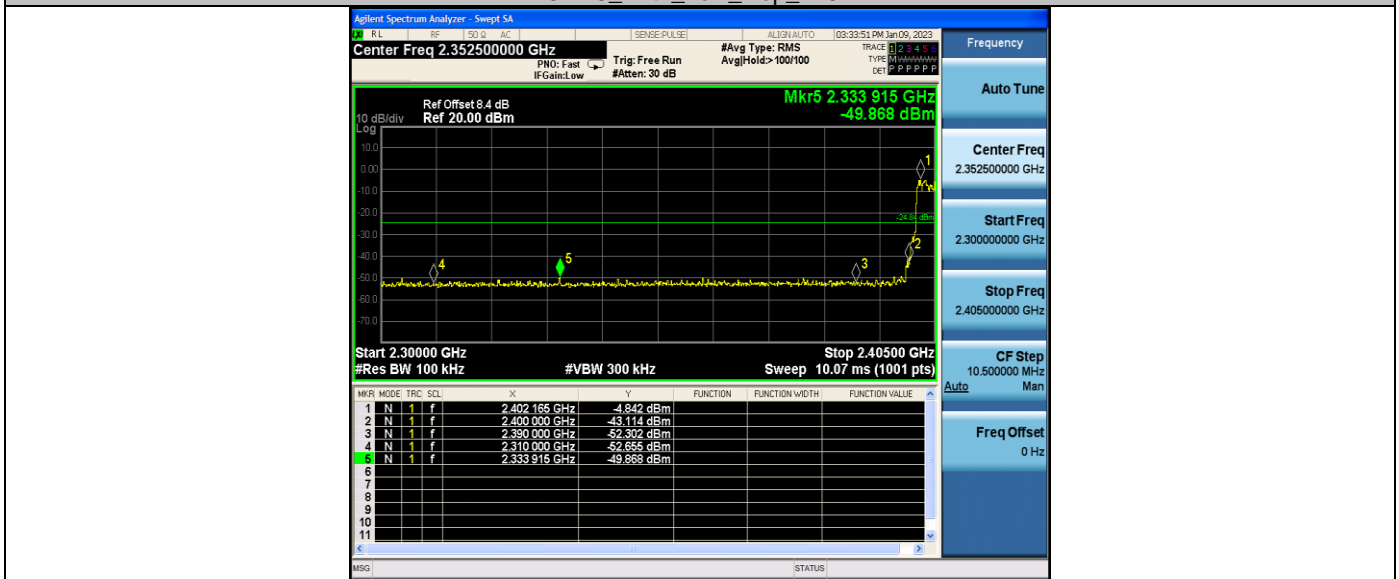 Agilent Spectrum Analyzer - Swept SA
RL RF 50 Ω AC SENSE:PULSE ALIGN AUTO 03:33:51 PM Jan 09, 2023
Center Freq 2.352500000 GHz
PNO: Fast
IFGain:Low
Trig: Free Run
#Atten: 30 dB
#Avg Type: RMS
Avg|Hold:>100/100
TRACE 1 2 3 4 5 6
TYPE M
DET P P P P P P
Ref Offset 8.4 dB
10 dB/div Ref 20.00 dBm
Log
Mkr5 2.333 915 GHz
-49.868 dBm
10.0
0.00
-10.0
-20.0
-30.0
-40.0
-50.0
-60.0
-70.0
-24.84 dBm
1
2
3
4
5
Start 2.30000 GHz Stop 2.40500 GHz
#Res BW 100 kHz #VBW 300 kHz Sweep 10.07 ms (1001 pts)
MKR MODE TRC SCL X Y FUNCTION FUNCTION WIDTH FUNCTION VALUE
1 N 1 f 2.402 165 GHz -4.842 dBm
2 N 1 f 2.400 000 GHz -43.114 dBm
3 N 1 f 2.390 000 GHz -52.302 dBm
4 N 1 f 2.310 000 GHz -52.655 dBm
5 N 1 f 2.333 915 GHz -49.868 dBm
6
7
8
9
10
11
MSG STATUS
Frequency
Auto Tune
Center Freq
2.352500000 GHz
Start Freq
2.300000000 GHz
Stop Freq
2.405000000 GHz
CF Step
10.500000 MHz
Auto Man
Freq Offset
0 Hz